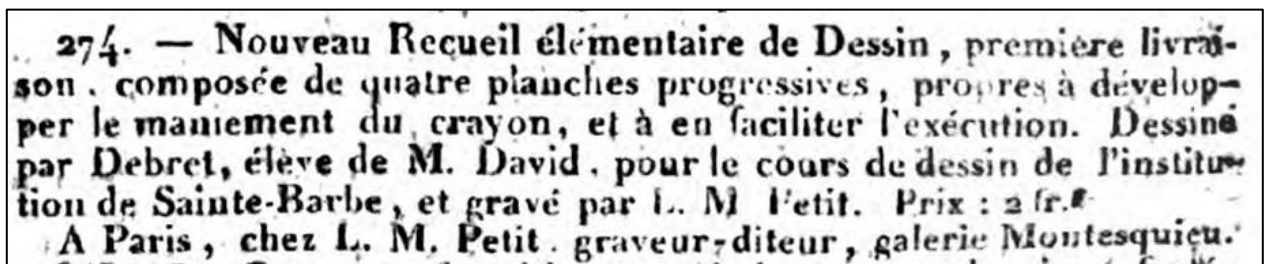 274. — Nouveau Recueil élémentaire de Dessin, première livrai-
son, composée de quatre planches progressives, propres à dévelop-
per le maniement du crayon, et à en faciliter l'exécution. Dessiné
par Debret, élève de M. David, pour le cours de dessin de l'institu-
tion de Sainte-Barbe, et gravé par L. M Petit. Prix : 2 fr.
A Paris, chez L. M. Petit, graveur-diteur, galerie Montesquieu.